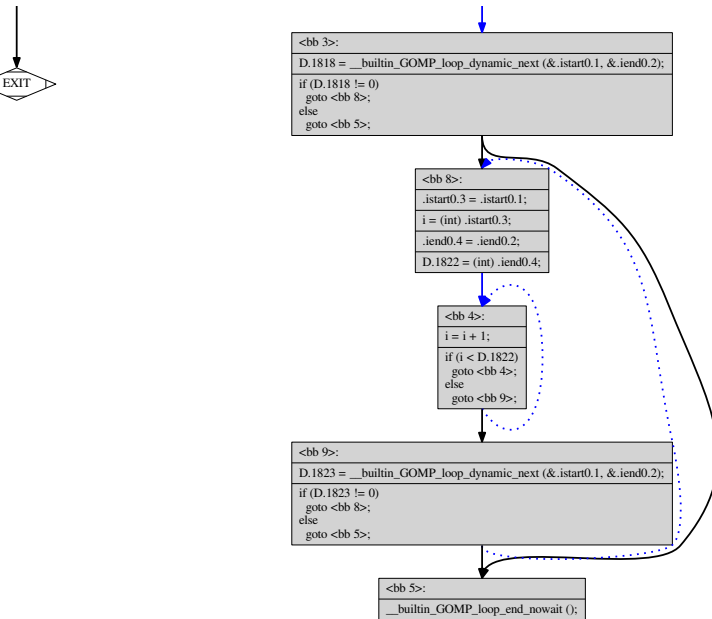 EXIT
<bb 3>:
D.1818 = __builtin_GOMP_loop_dynamic_next (&.istart0.1, &.iend0.2);
if (D.1818 != 0)
goto <bb 8>;
else
goto <bb 5>;
<bb 8>:
.istart0.3 = .istart0.1;
i = (int) .istart0.3;
.iend0.4 = .iend0.2;
D.1822 = (int) .iend0.4;
<bb 4>:
i = i + 1;
if (i < D.1822)
goto <bb 4>;
else
goto <bb 9>;
<bb 9>:
D.1823 = __builtin_GOMP_loop_dynamic_next (&.istart0.1, &.iend0.2);
if (D.1823 != 0)
goto <bb 8>;
else
goto <bb 5>;
<bb 5>:
__builtin_GOMP_loop_end_nowait ();